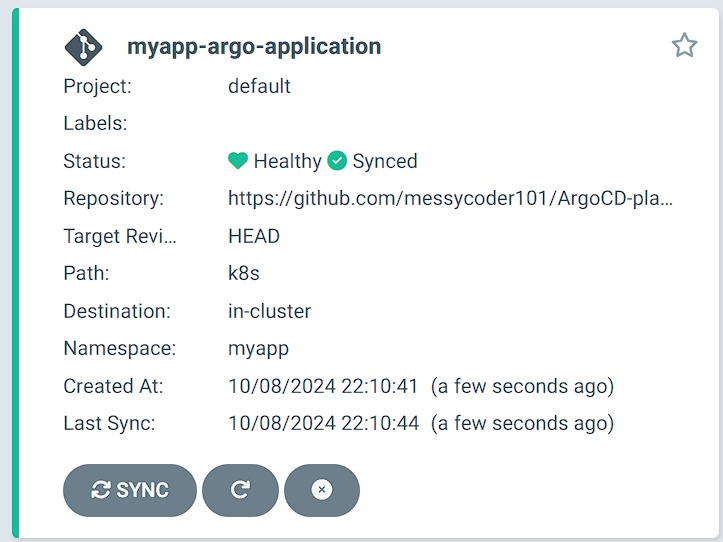 myapp-argo-application
Project: default
Labels:
Status: Healthy Synced
Repository: https://github.com/messycoder101/ArgoCD-pla...
Target Revi... HEAD
Path: k8s
Destination: in-cluster
Namespace: myapp
Created At: 10/08/2024 22:10:41 (a few seconds ago)
Last Sync: 10/08/2024 22:10:44 (a few seconds ago)
SYNC